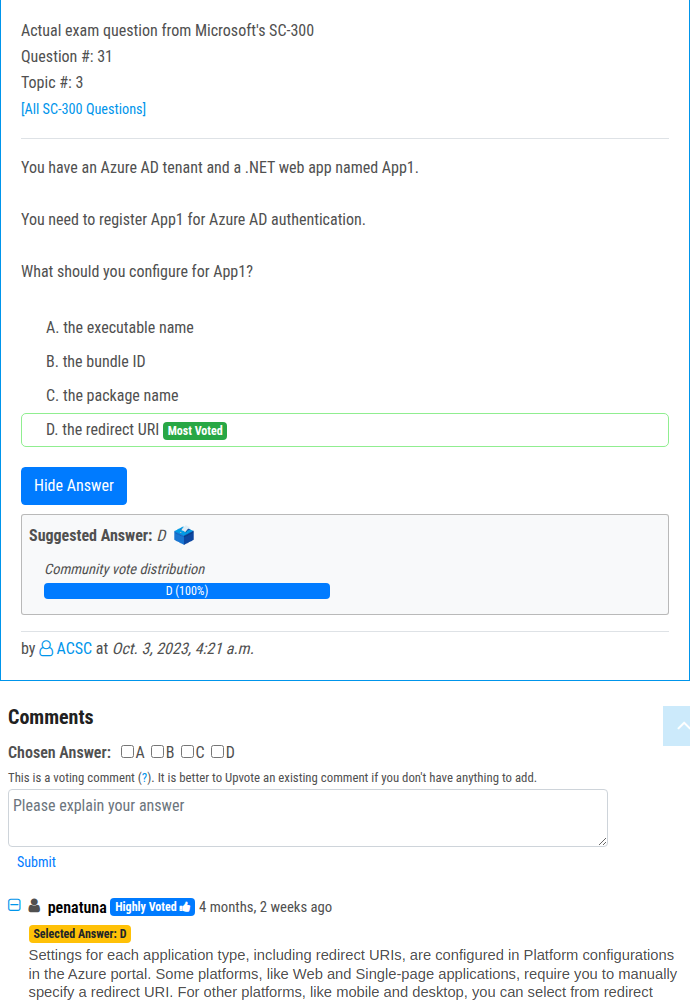 Actual exam question from Microsoft's SC-300
Question #: 31
Topic #: 3
[All SC-300 Questions]
You have an Azure AD tenant and a .NET web app named App1.
You need to register App1 for Azure AD authentication.
What should you configure for App1?
A. the executable name
B. the bundle ID
C. the package name
D. the redirect URI Most Voted
Hide Answer
Suggested Answer: D
Community vote distribution
D (100%)
by ACSC at Oct. 3, 2023, 4:21 a.m.
Comments
Chosen Answer: A B C D
This is a voting comment (?). It is better to Upvote an existing comment if you don't have anything to add.
Please explain your answer
Submit
penatuna Highly Voted 4 months, 2 weeks ago
Selected Answer: D
Settings for each application type, including redirect URIs, are configured in Platform configurations
in the Azure portal. Some platforms, like Web and Single-page applications, require you to manually
specify a redirect URI. For other platforms, like mobile and desktop, you can select from redirect